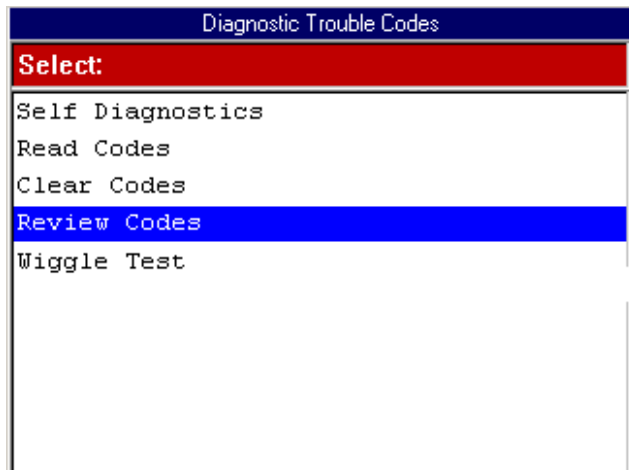 Diagnostic Trouble Codes
Select:
Self Diagnostics
Read Codes
Clear Codes
Review Codes
Wiggle Test